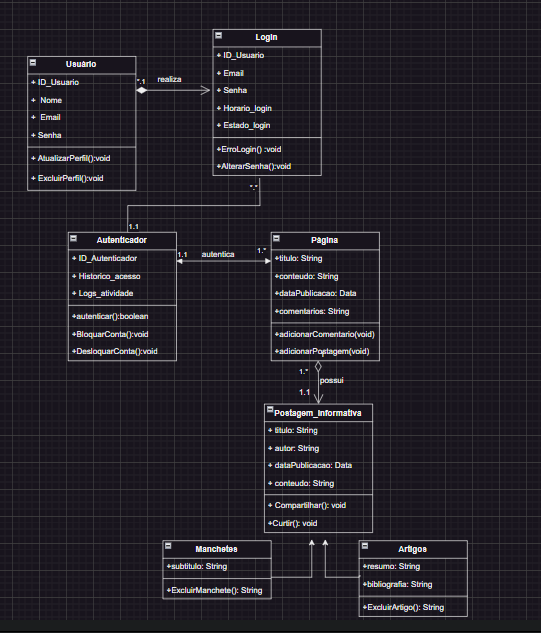 Login
+ ID_Usuario
+ Email
+ Senha
+ Horario_login
+ Estado_login
+ErroLogin() :void
+AlterarSenha():void
Usuário
+ ID_Usuario
+ Nome
+ Email
+ Senha
+ AtualizarPerfil():void
+ ExcluirPerfil():void
*.1
realiza
*.*
1.1
Autenticador
+ ID_Autenticador
+ Historico_acesso
+ Logs_atividade
+autenticar():boolean
+BloquarConta():void
+DesloquarConta():void
1.1
autentica
1.*
Página
+titulo: String
+conteudo: String
+dataPublicacao: Data
+comentarios: String
+adicionarComentario(void)
+adicionarPostagem(void)
1.*
possui
1.1
Postagem_Informativa
+ titulo: String
+ autor: String
+ dataPublicacao: Data
+ conteudo: String
+ Compartilhar(): void
+Curtir(): void
Manchetes
+subtitulo: String
+ExcluirManchete(): String
Artigos
+resumo: String
+bibliografia: String
+ExcluirArtigo(): String